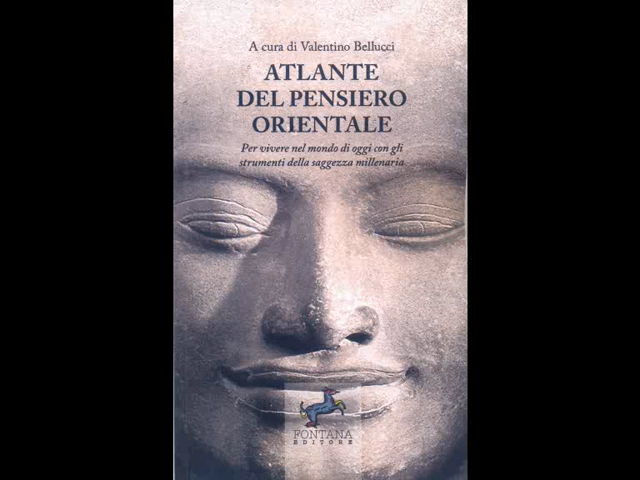 A cura di Valentino Bellucci
ATLANTE
DEL PENSIERO
ORIENTALE
Per vivere nel mondo di oggi con gli
strumenti della saggezza millenaria
FONTANA
EDITORE